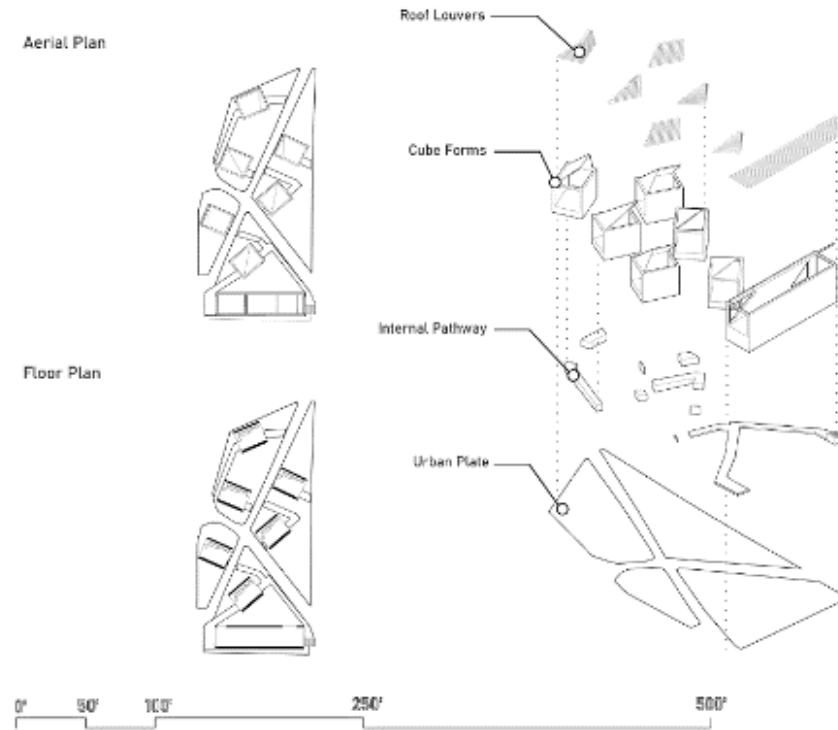 Roof Louvers
Aerial Plan
Cube Forms
Internal Pathway
Floor Plan
Urban Plate
0' 50' 100' 250' 500'